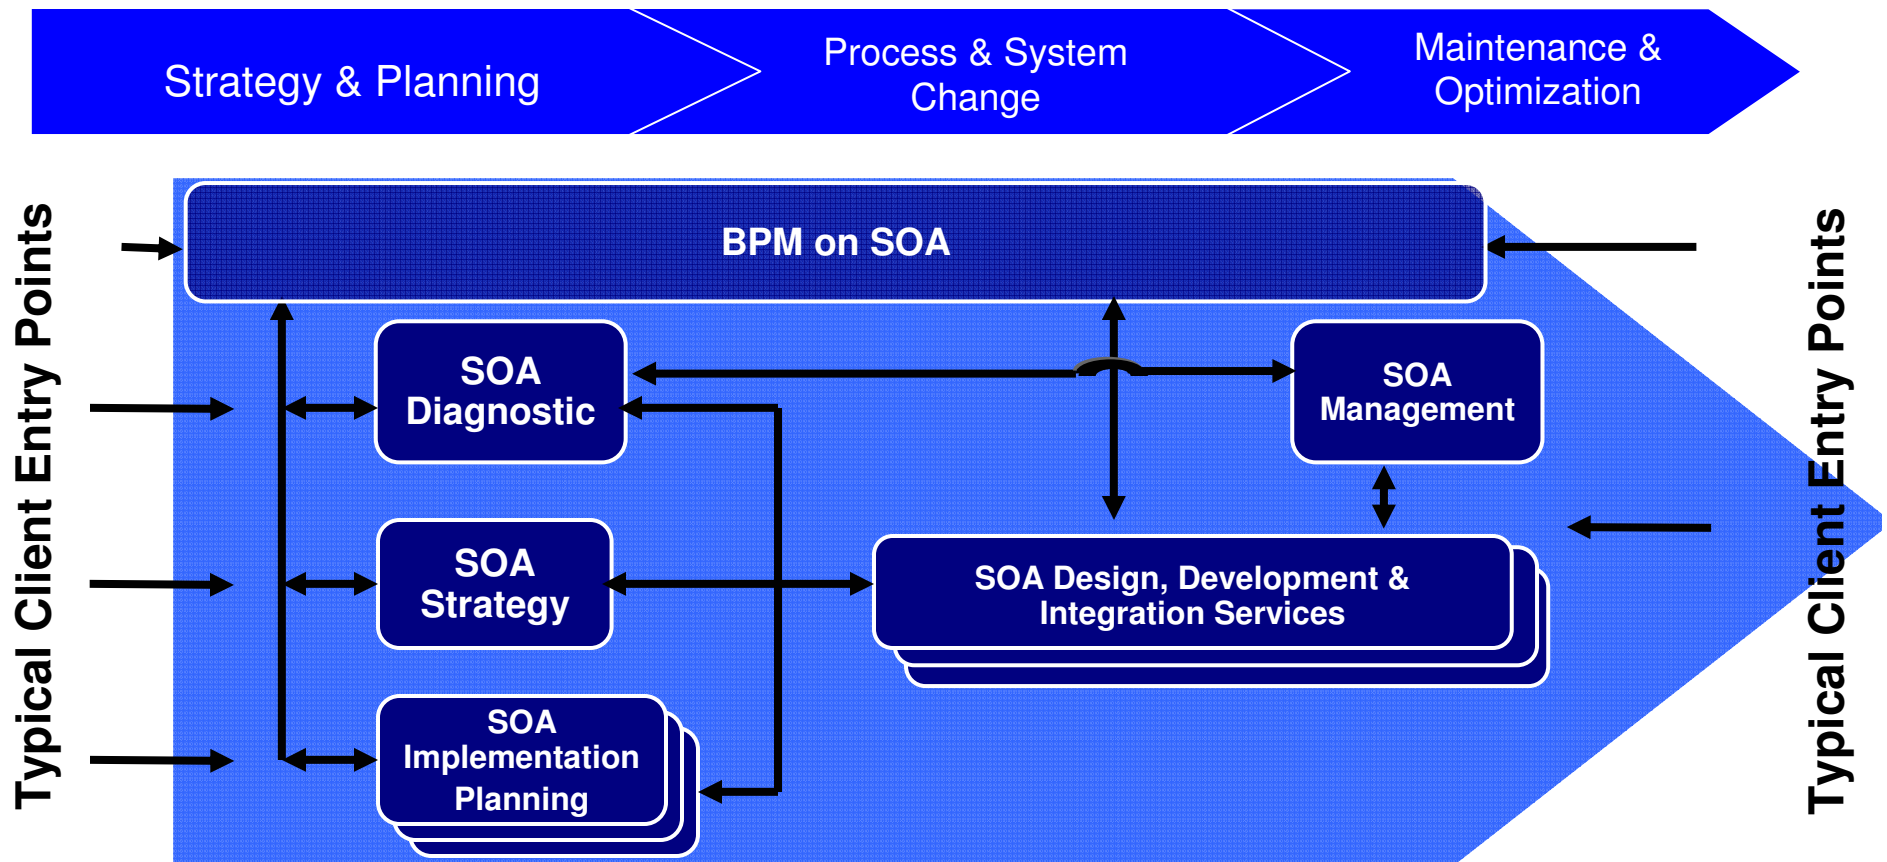 Strategy & Planning
Process & System
Change
Maintenance &
Optimization
Typical Client Entry Points
BPM on SOA
SOA
Diagnostic
SOA
Management
SOA
Strategy
SOA Design, Development &
Integration Services
SOA
Implementation
Planning
Typical Client Entry Points